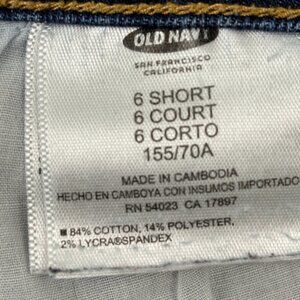 OLD NAVY
SAN FRANCISCO
CALIFORNIA
6 SHORT
6 COURT
6 CORTO
155/70A
MADE IN CAMBODIA
HECHO EN CAMBOYA CON INSUMOS IMPORTADO
RN 54023 CA 17897
■ 84% COTTON, 14% POLYESTER,
2% LYCRA®SPANDEX